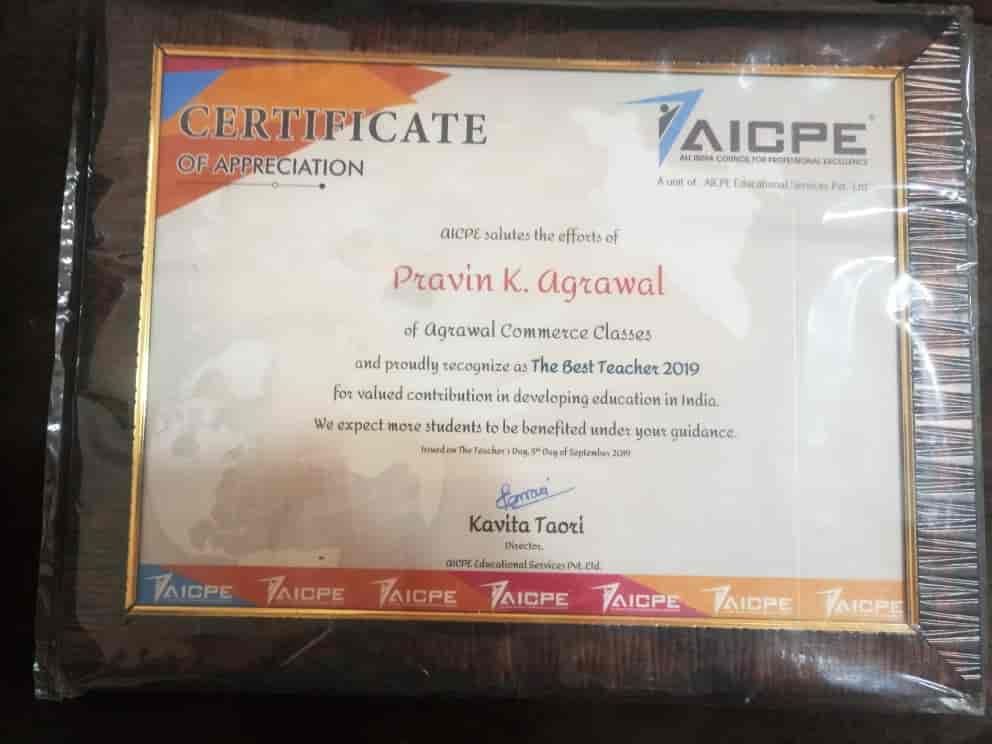 CERTIFICATE
OF APPRECIATION
AICPE
ALL INDIA COUNCIL FOR PROFESSIONAL EXCELLENCE
A unit of : AICPE Educational Services Pvt. Ltd.
AICPE salutes the efforts of
Pravin K. Agrawal
of Agrawal Commerce Classes
and proudly recognize as The Best Teacher 2019
for valued contribution in developing education in India.
We expect more students to be benefited under your guidance.
Issued on The Teacher's Day, 5th Day of September 2019
Kavita Taori
Director,
AICPE Educational Services Pvt. Ltd.
AICPE AICPE AICPE AICPE AICPE AICPE AICPE